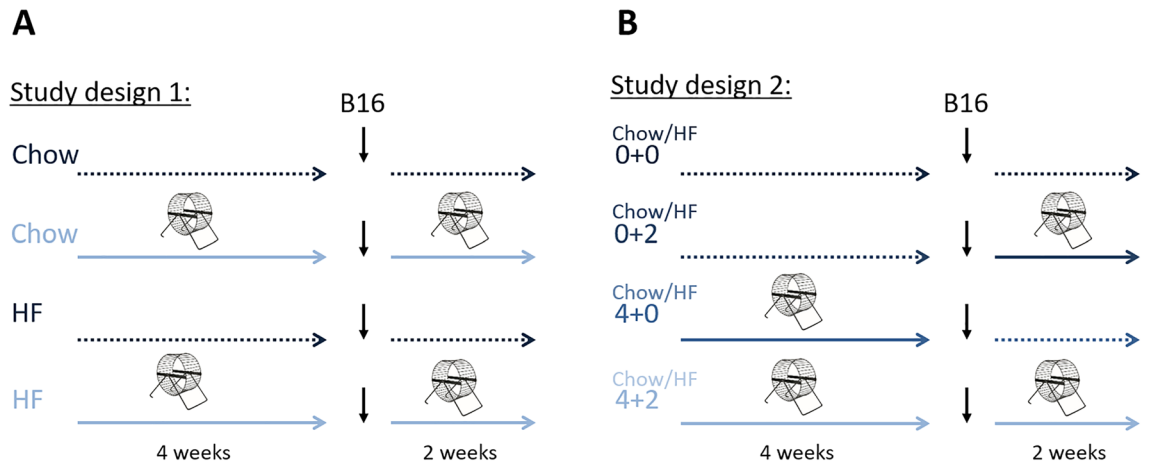 A
Study design 1:
B16
Chow
Chow
HF
HF
4 weeks
2 weeks
B
Study design 2:
B16
Chow/HF
0+0
Chow/HF
0+2
Chow/HF
4+0
Chow/HF
4+2
4 weeks
2 weeks